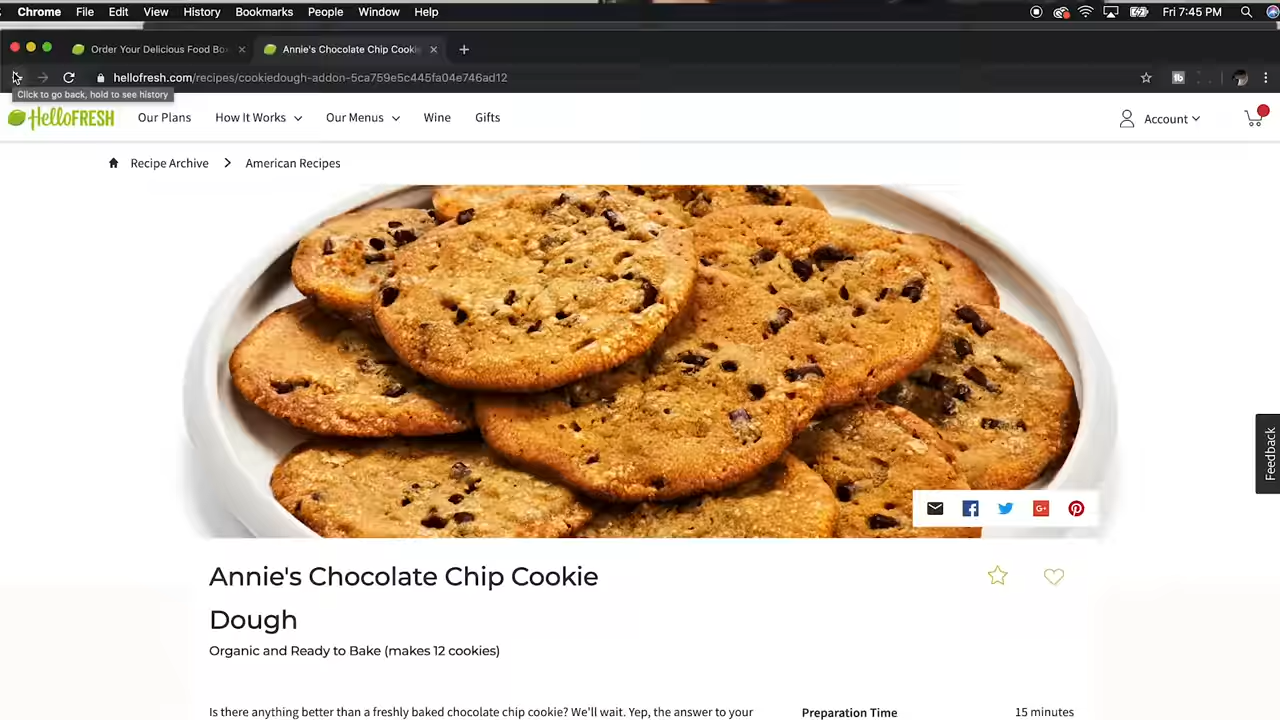 Chrome File Edit View History Bookmarks People Window Help Fri 7:45 PM
Order Your Delicious Food Bo Annie's Chocolate Chip Cookie
hellofresh.com/recipes/cookiedough-addon-5ca759e5c445fa04e746ad12
Click to go back, hold to see history
HelloFRESH Our Plans How It Works Our Menus Wine Gifts Account
Recipe Archive American Recipes
Feedback
Annie's Chocolate Chip Cookie
Dough
Organic and Ready to Bake (makes 12 cookies)
Is there anything better than a freshly baked chocolate chip cookie? We'll wait. Yep, the answer to your
Preparation Time 15 minutes